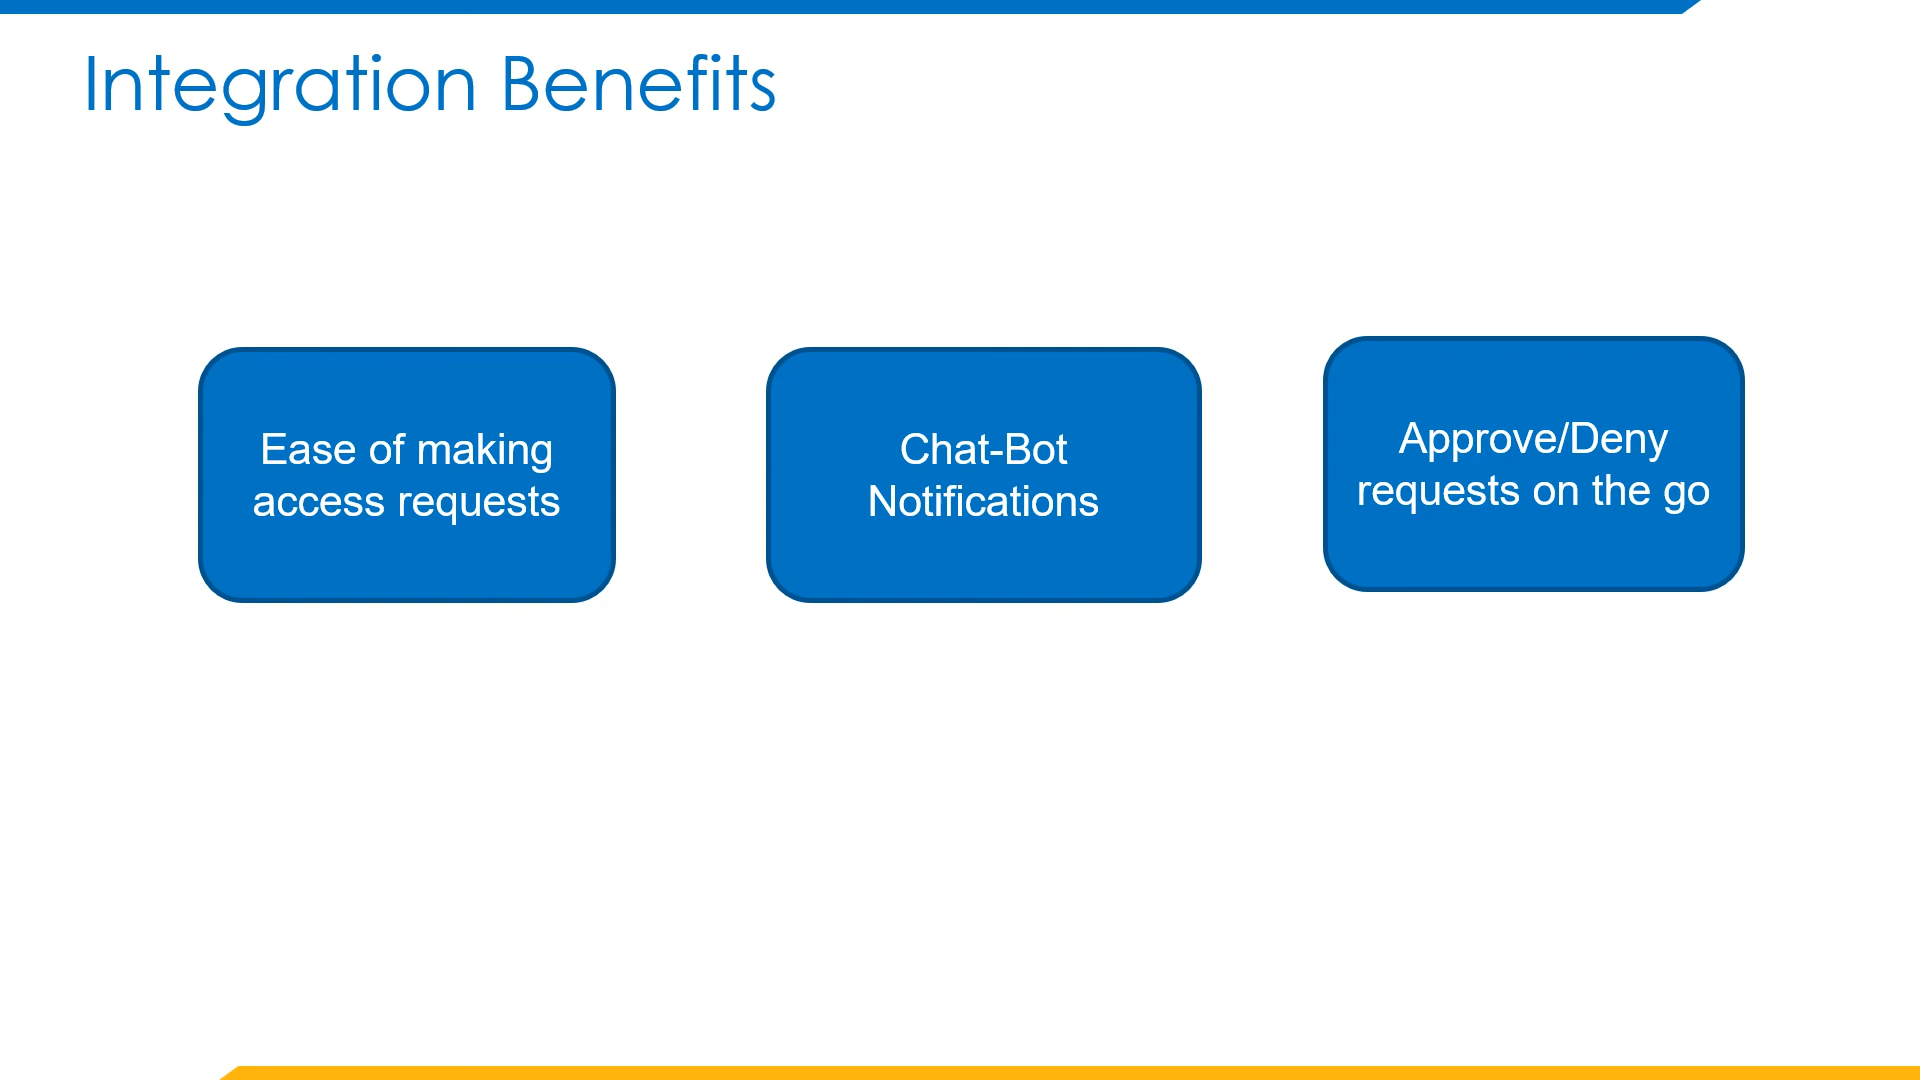 Integration Benefits
Ease of making
access requests
Chat-Bot
Notifications
Approve/Deny
requests on the go